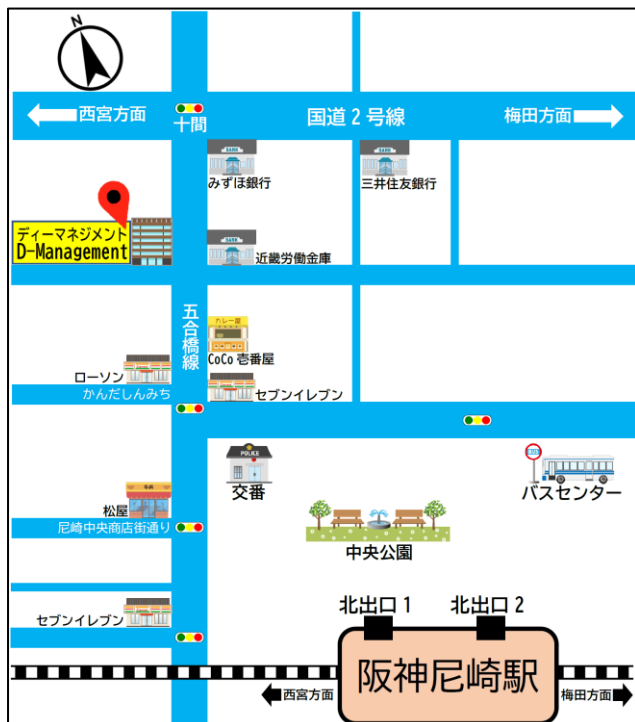 N
西宮方面
十間
国道2号線
梅田方面
BANK
みずほ銀行
BANK
三井住友銀行
ディーマネジメント
D-Management
BANK
近畿労働金庫
五合橋線
カレー屋
CoCo壱番屋
ローソン
かんだしんみち
セブンイレブン
POLICE
交番
バスセンター
松屋
尼崎中央商店街通り
中央公園
北出口1
北出口2
セブンイレブン
阪神尼崎駅
西宮方面
梅田方面